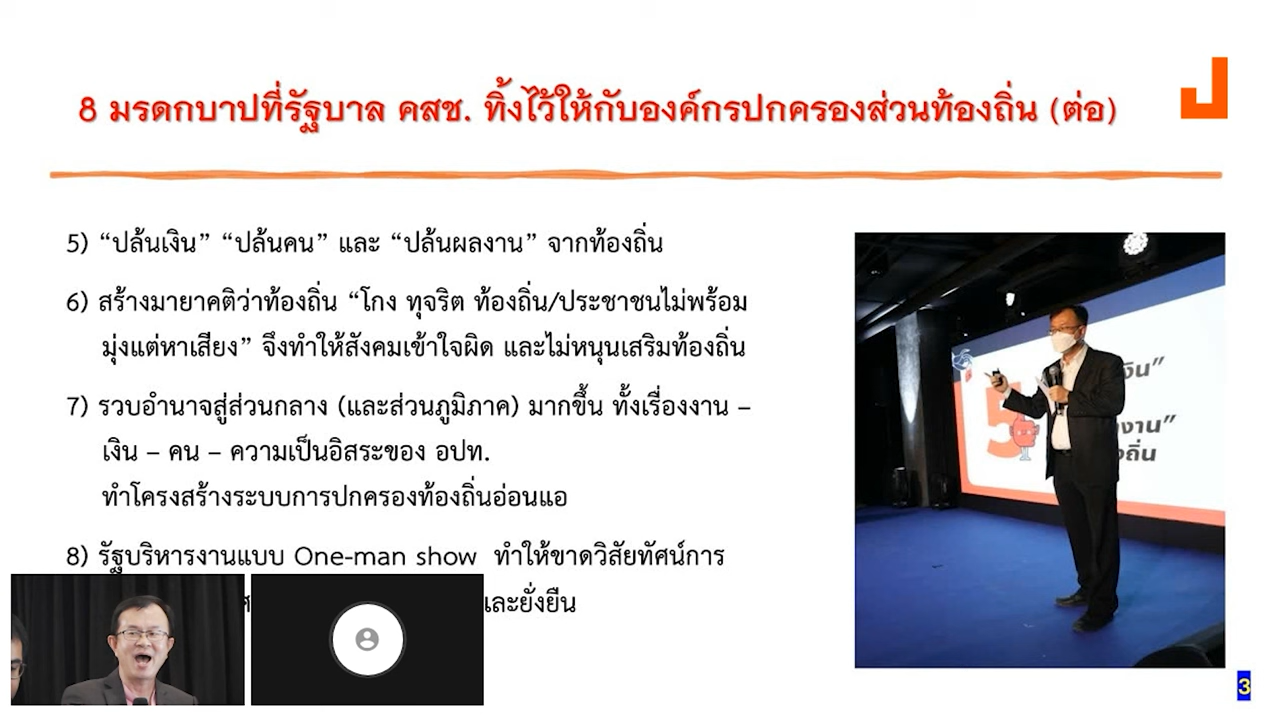 8 มรดกบาปที่รัฐบาล คสช. ทิ้งไว้ให้กับองค์กรปกครองส่วนท้องถิ่น (ต่อ)
5) “ปล้นเงิน” “ปล้นคน” และ “ปล้นผลงาน” จากท้องถิ่น
6) สร้างมายาคติว่าท้องถิ่น “โกง ทุจริต ท้องถิ่น/ประชาชนไม่พร้อม
มุ่งแต่หาเสียง” จึงทำให้สังคมเข้าใจผิด และไม่หนุนเสริมท้องถิ่น
7) รวบอำนาจสู่ส่วนกลาง (และส่วนภูมิภาค) มากขึ้น ทั้งเรื่องงาน –
เงิน – คน – ความเป็นอิสระของ อปท.
ทำโครงสร้างระบบการปกครองท้องถิ่นอ่อนแอ
8) รัฐบริหารงานแบบ One-man show ทำให้ขาดวิสัยทัศน์การ
และยั่งยืน
5
3